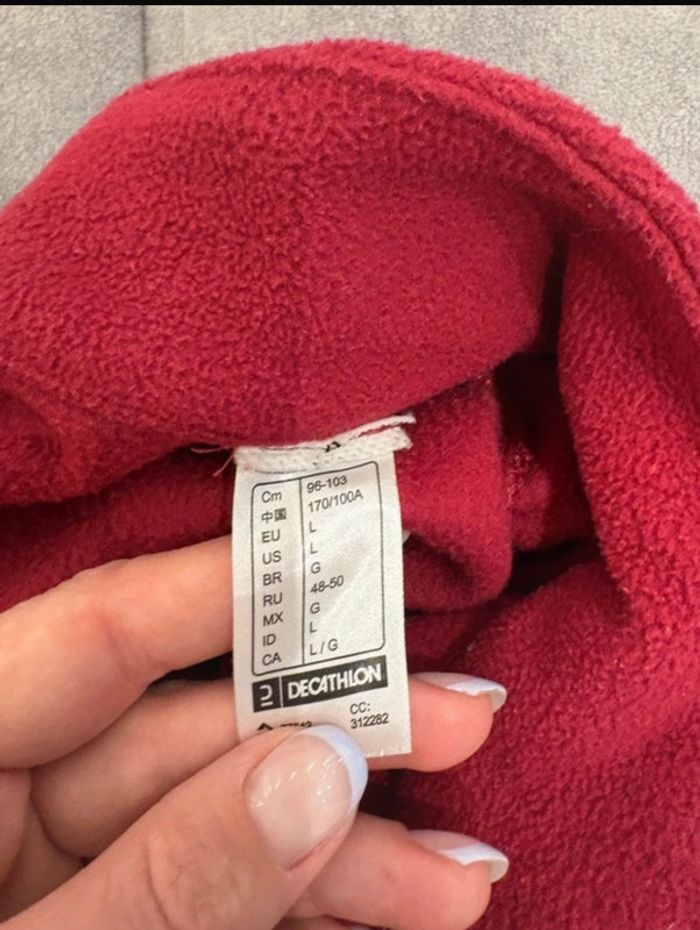 Cm 96-103
中国 170/100A
EU L
US L
BR G
RU 48-50
MX G
ID L
CA L / G
DECATHLON
CC:
312282